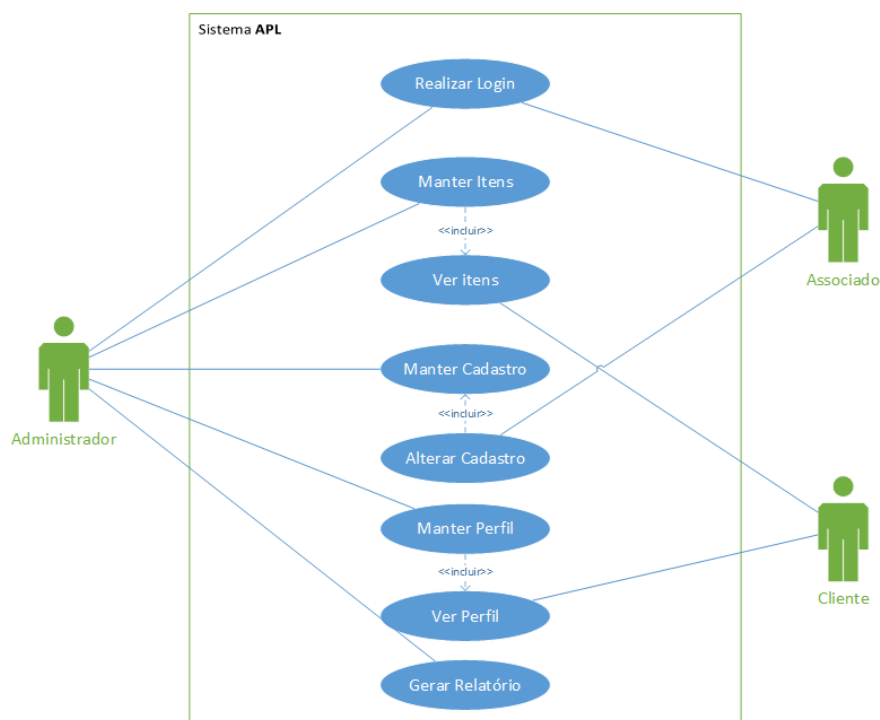 Sistema APL
Realizar Login
Manter Itens
<<incluir>>
Ver itens
Associado
Manter Cadastro
<<incluir>>
Administrador
Alterar Cadastro
Manter Perfil
<<incluir>>
Cliente
Ver Perfil
Gerar Relatório